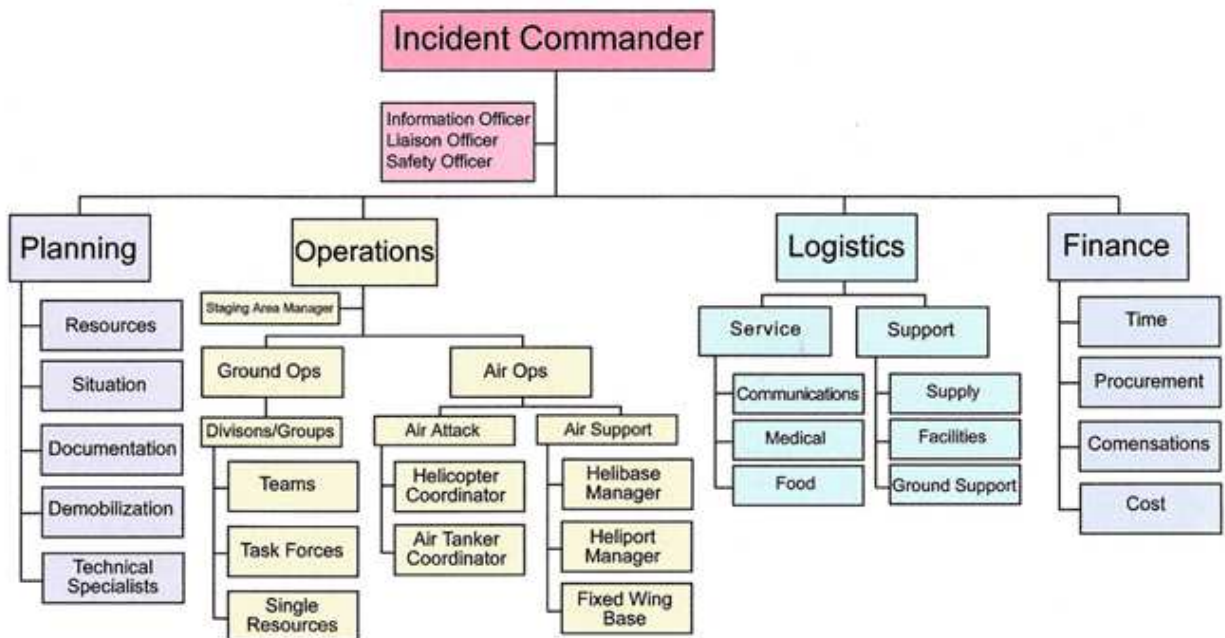 Incident Commander
Information Officer
Liaison Officer
Safety Officer
Planning
Resources
Situation
Documentation
Demobilization
Technical
Specialists
Operations
Staging Area Manager
Ground Ops
Divisons/Groups
Teams
Task Forces
Single
Resources
Air Ops
Air Attack
Helicopter
Coordinator
Air Tanker
Coordinator
Air Support
Helibase
Manager
Heliport
Manager
Fixed Wing
Base
Logistics
Service
Communications
Medical
Food
Support
Supply
Facilities
Ground Support
Finance
Time
Procurement
Comensations
Cost